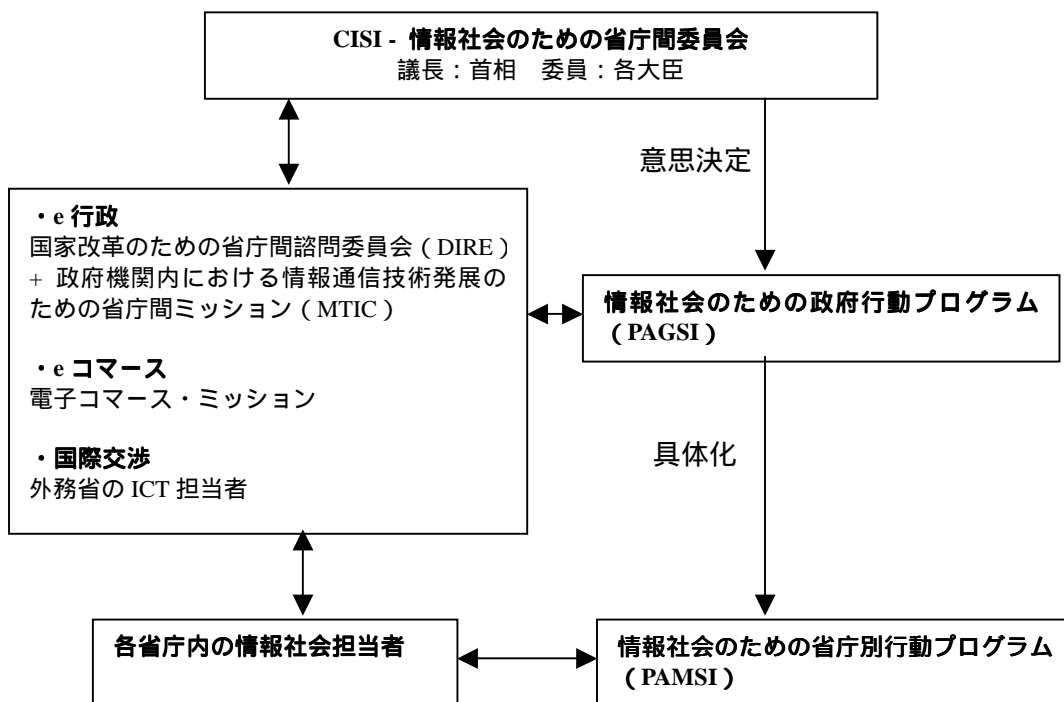 CISI - 情報社会のための省庁間委員会
議長：首相　委員：各大臣
意思決定
・e 行政
国家改革のための省庁間諮問委員会（DIRE）
+ 政府機関内における情報通信技術発展の
ための省庁間ミッション（MTIC）
・e コマース
電子コマース・ミッション
・国際交渉
外務省の ICT 担当者
情報社会のための政府行動プログラム
（PAGSI）
具体化
各省庁内の情報社会担当者
情報社会のための省庁別行動プログラム
（PAMSI）